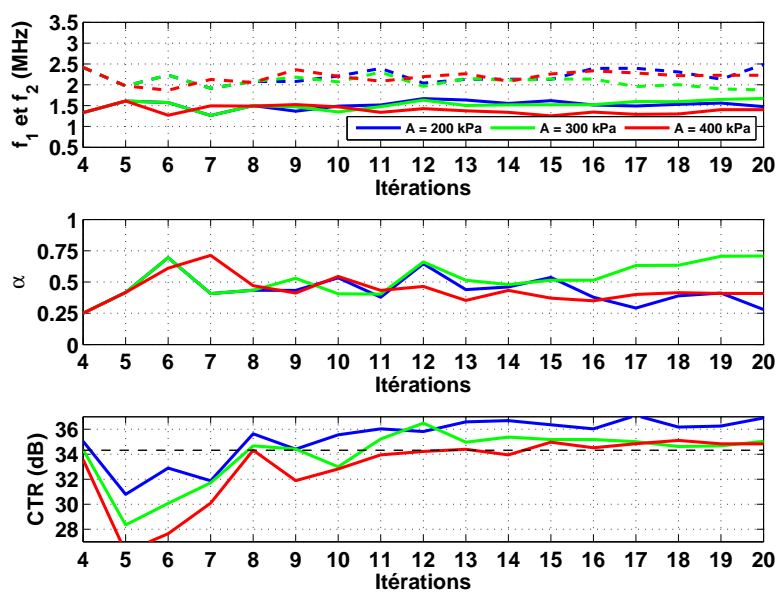 f_1 et f_2 (MHz)
3.5
3
2.5
2
1.5
1
0.5
A = 200 kPa A = 300 kPa A = 400 kPa
4 5 6 7 8 9 10 11 12 13 14 15 16 17 18 19 20
Itérations
α
1
0.75
0.5
0.25
0
4 5 6 7 8 9 10 11 12 13 14 15 16 17 18 19 20
Itérations
CTR (dB)
36
34
32
30
28
4 5 6 7 8 9 10 11 12 13 14 15 16 17 18 19 20
Itérations